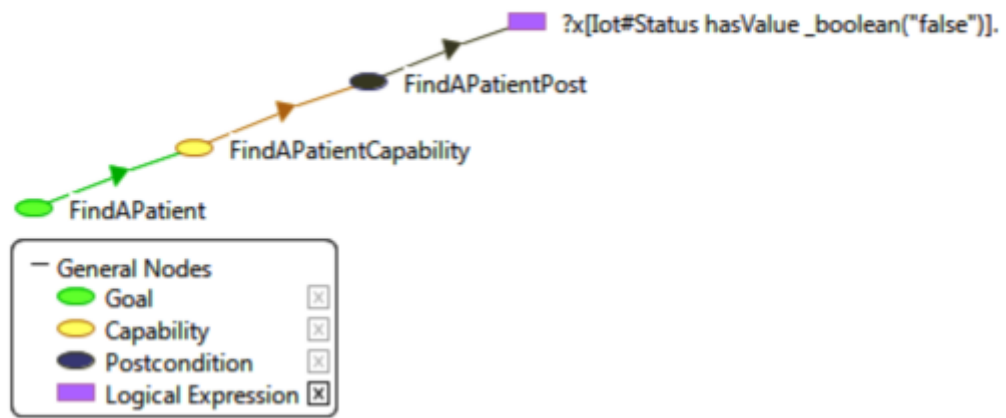 ?x[Iot#Status hasValue _boolean("false")].
FindAPatientPost
FindAPatientCapability
FindAPatient
General Nodes
Goal
Capability
Postcondition
Logical Expression